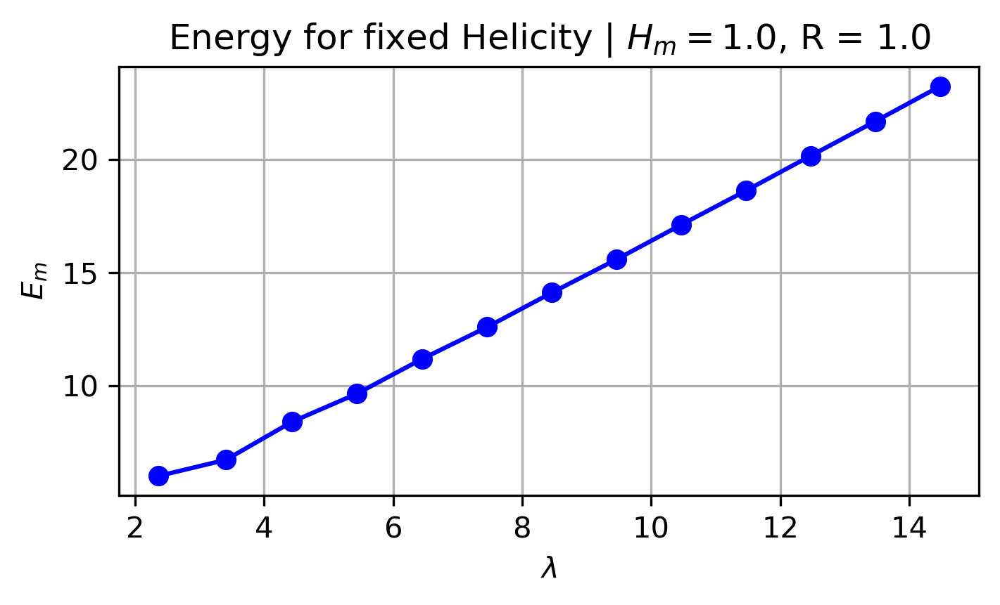 Energy for fixed Helicity | $H_m = 1.0$, R = 1.0
$E_m$
20
15
10
2 4 6 8 10 12 14
λ